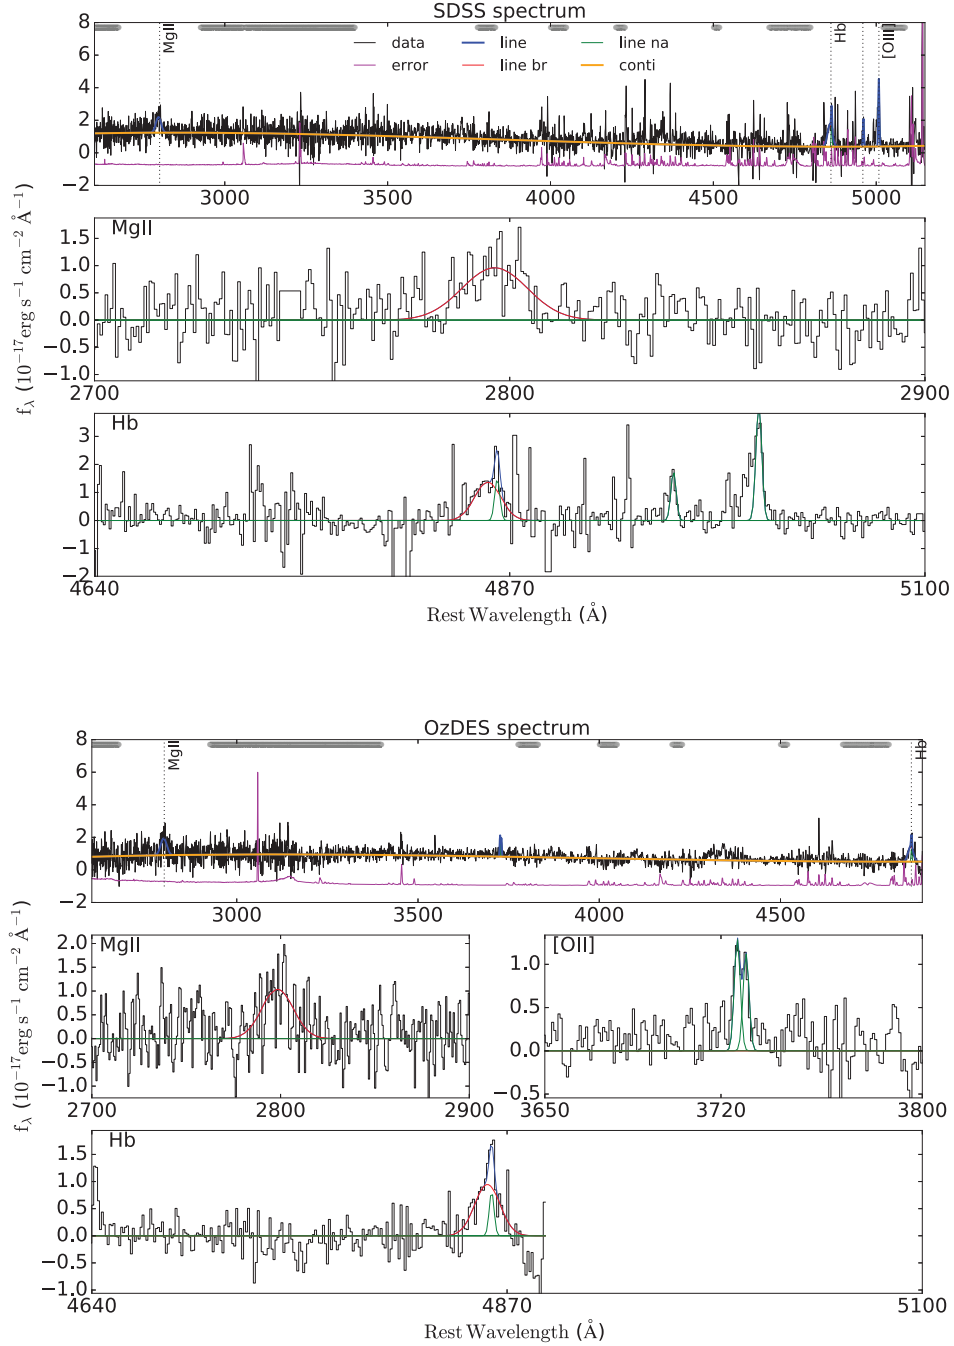 SDSS spectrum
8
6
4
2
0
−2
MgII
Hb
[OIII]
data
line
line na
error
line br
conti
3000 3500 4000 4500 5000
MgII
1.5
1.0
0.5
0.0
−0.5
−1.0
2700 2800 2900
f_λ (10⁻¹⁷erg s⁻¹ cm⁻² Å⁻¹)
Hb
3
2
1
0
−1
−2
4640 4870 5100
Rest Wavelength (Å)
OzDES spectrum
8
6
4
2
0
−2
MgII
Hb
3000 3500 4000 4500
MgII
2.0
1.5
1.0
0.5
0.0
−0.5
−1.0
2700 2800 2900
[OII]
1.0
0.5
0.0
−0.5
3650 3720 3800
f_λ (10⁻¹⁷erg s⁻¹ cm⁻² Å⁻¹)
Hb
1.5
1.0
0.5
0.0
−0.5
−1.0
4640 4870 5100
Rest Wavelength (Å)